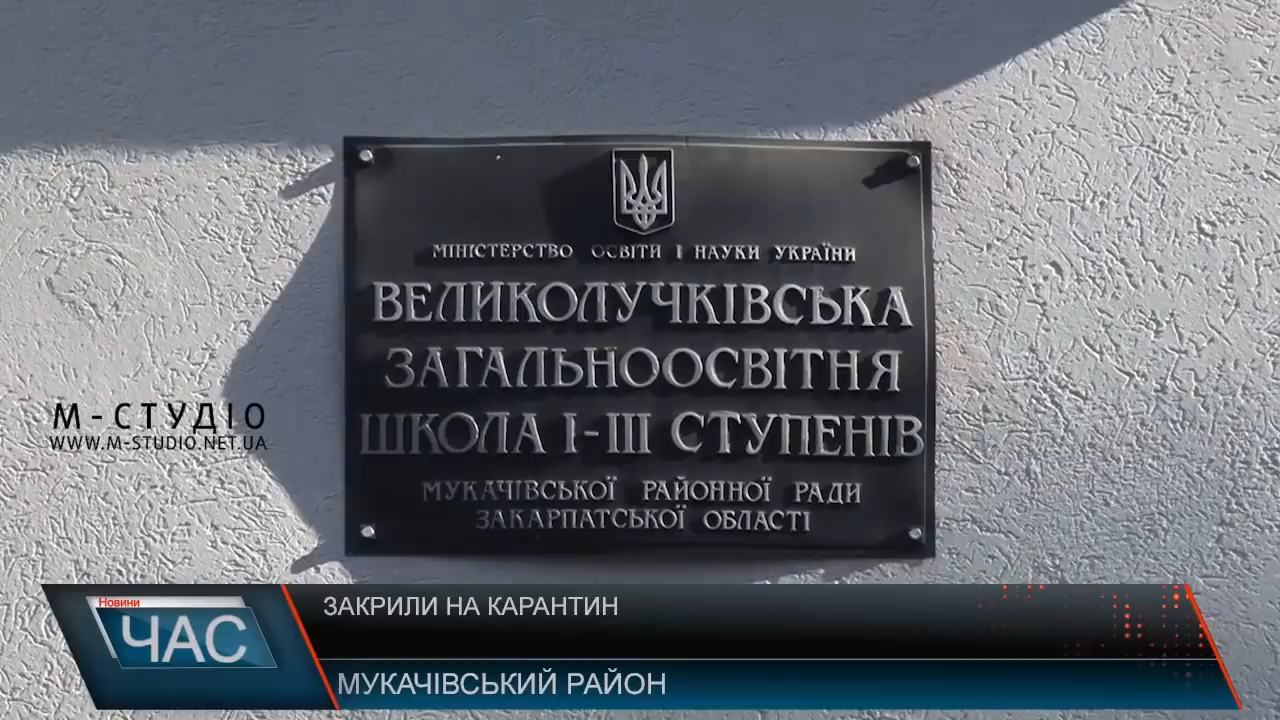 МІНІСТЕРСТВО ОСВІТИ І НАУКИ УКРАЇНИ
ВЕЛИКОЛУЧКІВСЬКА
ЗАГАЛЬНООСВІТНЯ
ШКОЛА І-ІІІ СТУПЕНІВ
МУКАЧІВСЬКОЇ РАЙОННОЇ РАДИ
ЗАКАРПАТСЬКОЇ ОБЛАСТІ
М-СТУДІО
WWW.M-STUDIO.NET.UA
Новини
ЧАС
ЗАКРИЛИ НА КАРАНТИН
МУКАЧІВСЬКИЙ РАЙОН